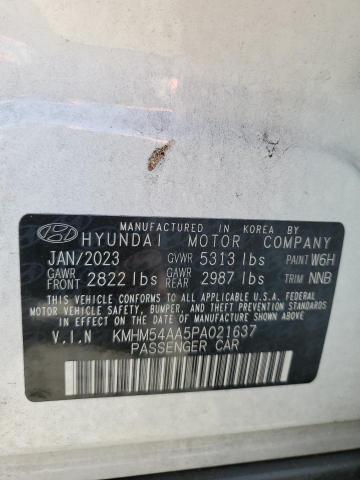 MANUFACTURED IN KOREA BY
HYUNDAI MOTOR COMPANY
JAN/2023 GVWR 5313 lbs PAINT W6H
GAWR FRONT 2822 lbs GAWR REAR 2987 lbs TRIM NNB
THIS VEHICLE CONFORMS TO ALL APPLICABLE U.S.A. FEDERAL
MOTOR VEHICLE SAFETY, BUMPER, AND THEFT PREVENTION
STANDARDS IN EFFECT ON THE DATE OF MANUFACTURE SHOWN ABOVE.
V.I.N KMHM54AA5PA021637
PASSENGER CAR